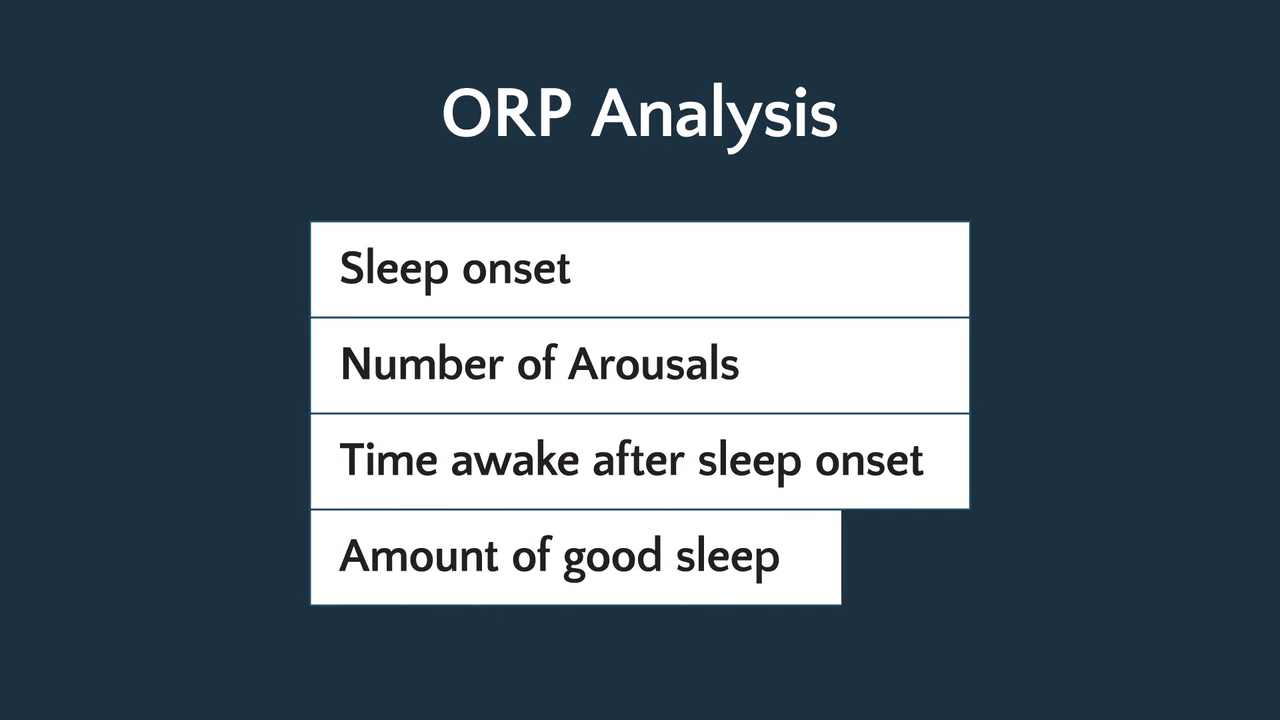 ORP Analysis
Sleep onset
Number of Arousals
Time awake after sleep onset
Amount of good sleep